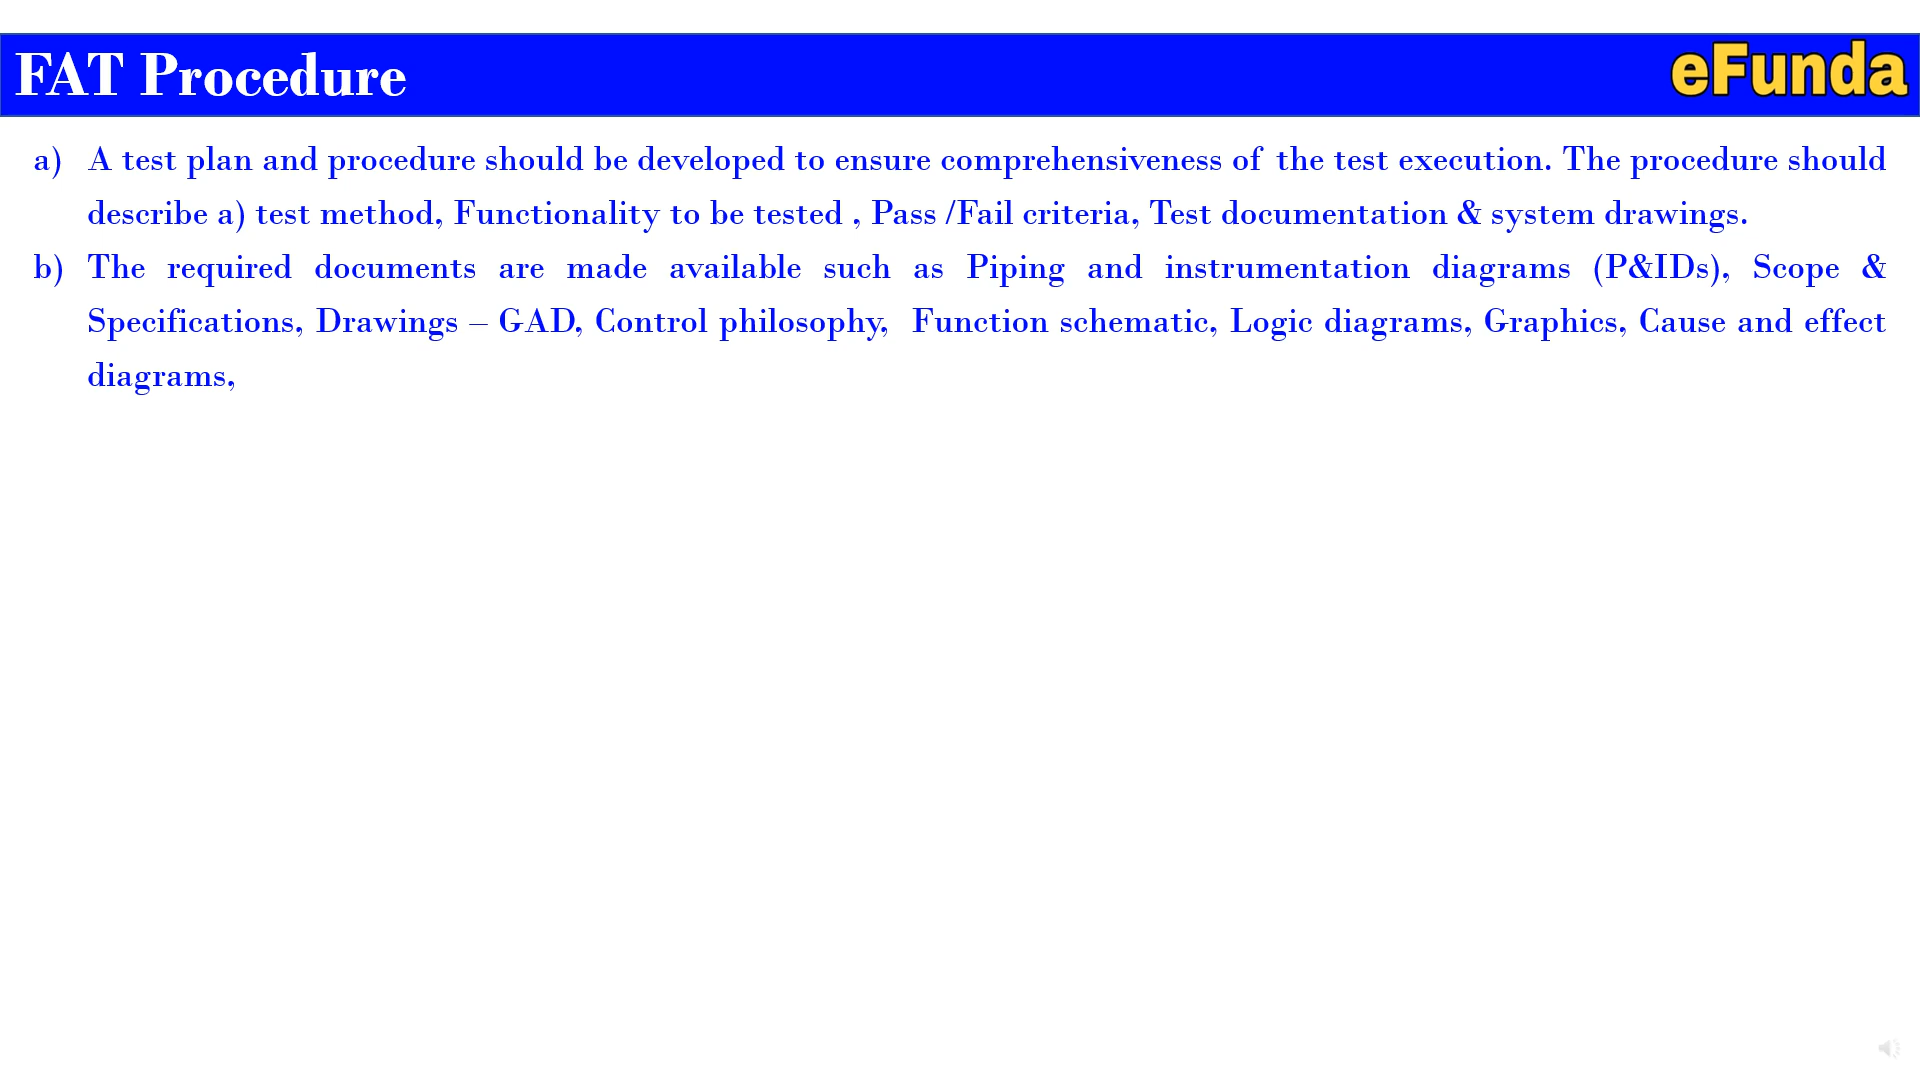 FAT Procedure
eFunda
a) A test plan and procedure should be developed to ensure comprehensiveness of the test execution. The procedure should
describe a) test method, Functionality to be tested , Pass /Fail criteria, Test documentation & system drawings.
b) The required documents are made available such as Piping and instrumentation diagrams (P&IDs), Scope &
Specifications, Drawings – GAD, Control philosophy, Function schematic, Logic diagrams, Graphics, Cause and effect
diagrams,